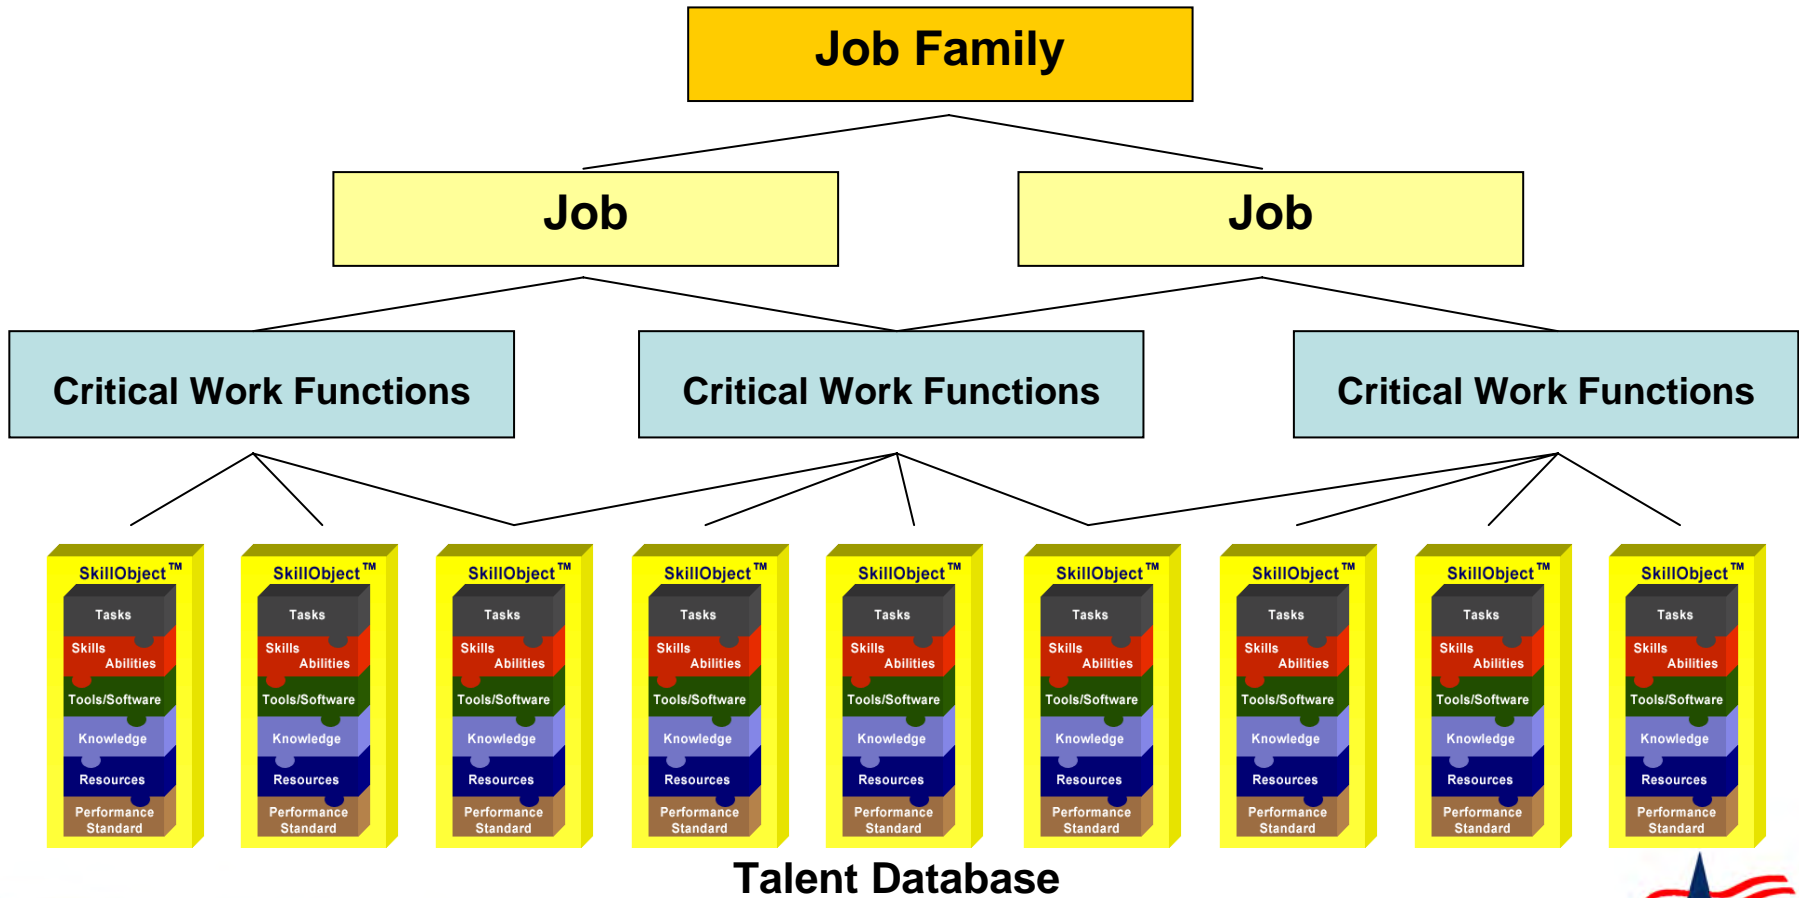 Job Family
Job Job
Critical Work Functions Critical Work Functions Critical Work Functions
SkillObject™ SkillObject™ SkillObject™ SkillObject™ SkillObject™ SkillObject™ SkillObject™ SkillObject™ SkillObject™
Tasks Tasks Tasks Tasks Tasks Tasks Tasks Tasks Tasks
Skills Skills Skills Skills Skills Skills Skills Skills Skills
Abilities Abilities Abilities Abilities Abilities Abilities Abilities Abilities Abilities
Tools/Software Tools/Software Tools/Software Tools/Software Tools/Software Tools/Software Tools/Software Tools/Software Tools/Software
Knowledge Knowledge Knowledge Knowledge Knowledge Knowledge Knowledge Knowledge Knowledge
Resources Resources Resources Resources Resources Resources Resources Resources Resources
Performance Performance Performance Performance Performance Performance Performance Performance Performance
Standard Standard Standard Standard Standard Standard Standard Standard Standard
Talent Database